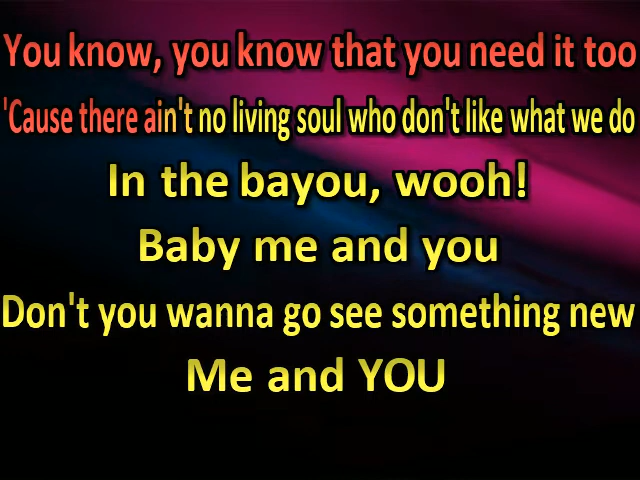 You know, you know that you need it too
'Cause there ain't no living soul who don't like what we do
In the bayou, wooh!
Baby me and you
Don't you wanna go see something new
Me and YOU